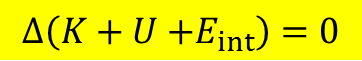 Δ(K + U +E_int) = 0